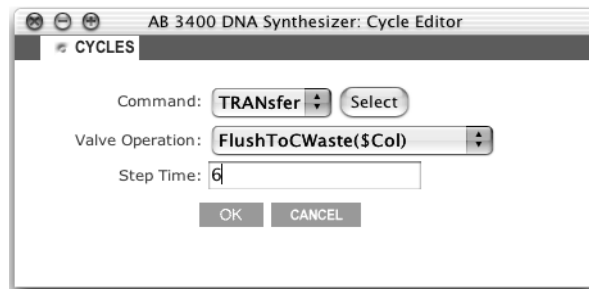 AB 3400 DNA Synthesizer: Cycle Editor
CYCLES
Command: TRANsfer Select
Valve Operation: FlushToCWaste($Col)
Step Time: 6
OK CANCEL